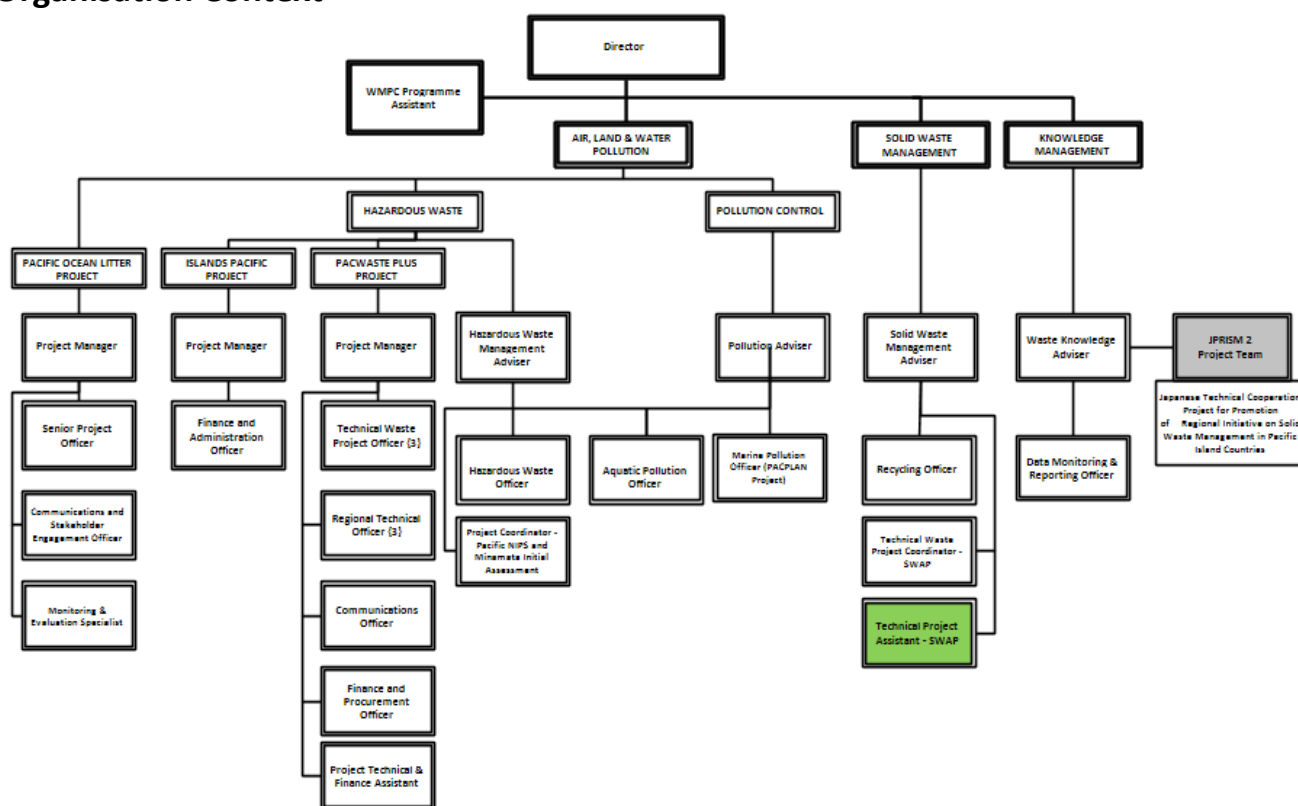 Organisation Context
Director
WMPC Programme
Assistant
AIR, LAND & WATER
POLLUTION
SOLID WASTE
MANAGEMENT
KNOWLEDGE
MANAGEMENT
HAZARDOUS WASTE
POLLUTION CONTROL
PACIFIC OCEAN LITTER
PROJECT
ISLANDS PACIFIC
PROJECT
PACWASTE PLUS
PROJECT
Project Manager
Project Manager
Project Manager
Hazardous Waste
Management
Adviser
Pollution Adviser
Solid Waste
Management
Adviser
Waste Knowledge
Adviser
JPRISM 2
Project Team
Japanese Technical Cooperation
Project for Promotion
of Regional Initiative on Solid
Waste Management in Pacific
Island Countries
Senior Project
Officer
Finance and
Administration
Officer
Technical Waste
Project Officer (3)
Hazardous Waste
Officer
Aquatic Pollution
Officer
Marine Pollution
Officer (PACPLAN
Project)
Recycling Officer
Data Monitoring &
Reporting Officer
Communications and
Stakeholder
Engagement Officer
Regional Technical
Officer (3)
Project Coordinator -
Pacific NIPS and
Minamata Initial
Assessment
Technical Waste
Project Coordinator -
SWAP
Monitoring &
Evaluation Specialist
Communications
Officer
Technical Project
Assistant - SWAP
Finance and
Procurement
Officer
Project Technical &
Finance Assistant